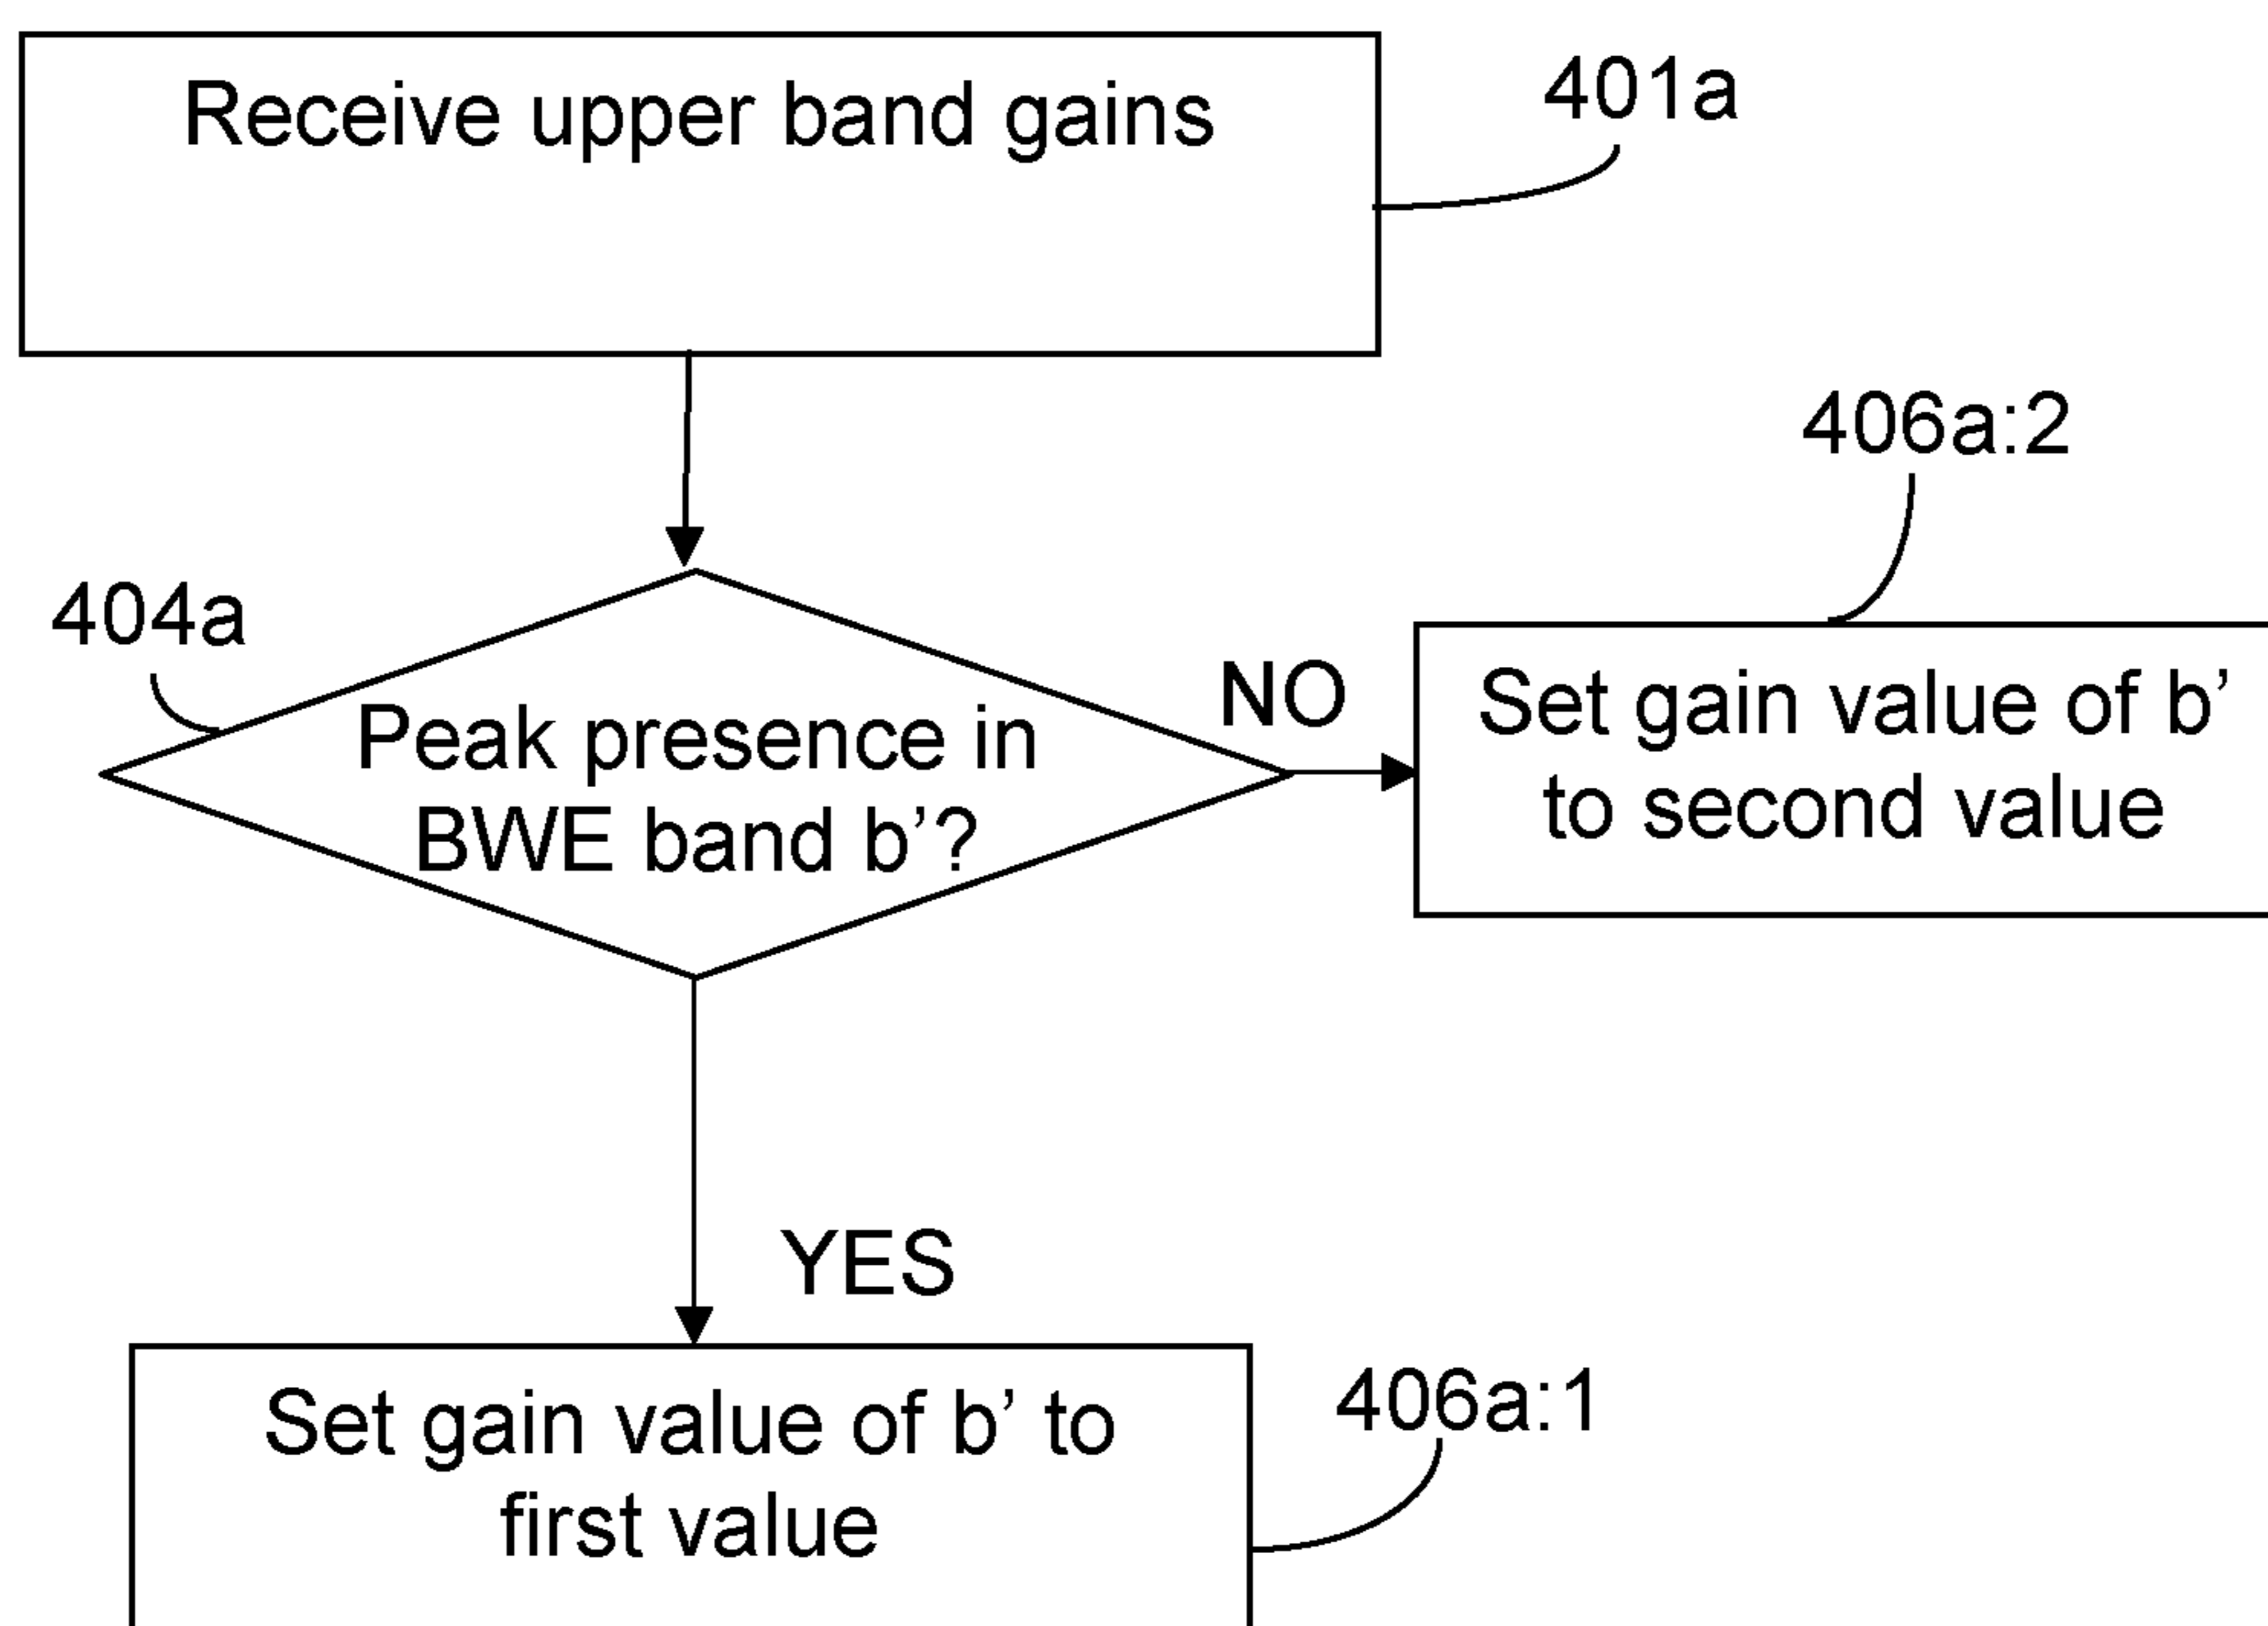 Receive upper band gains
401a
406a:2
404a
Peak presence in
BWE band b’?
NO
Set gain value of b’
to second value
YES
Set gain value of b’ to
first value
406a:1